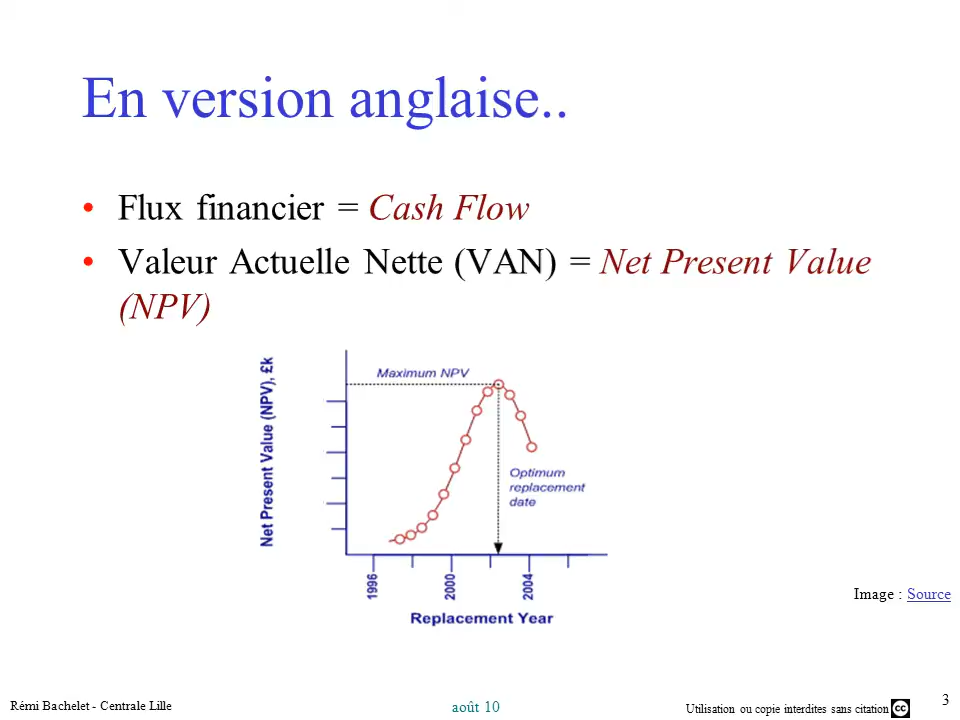 En version anglaise..
• Flux financier = Cash Flow
• Valeur Actuelle Nette (VAN) = Net Present Value
(NPV)
Net Present Value (NPV), £k
Maximum NPV
Optimum
replacement
date
1996
2000
2004
Replacement Year
Image : Source
Rémi Bachelet - Centrale Lille
août 10
Utilisation ou copie interdites sans citation
cc
3